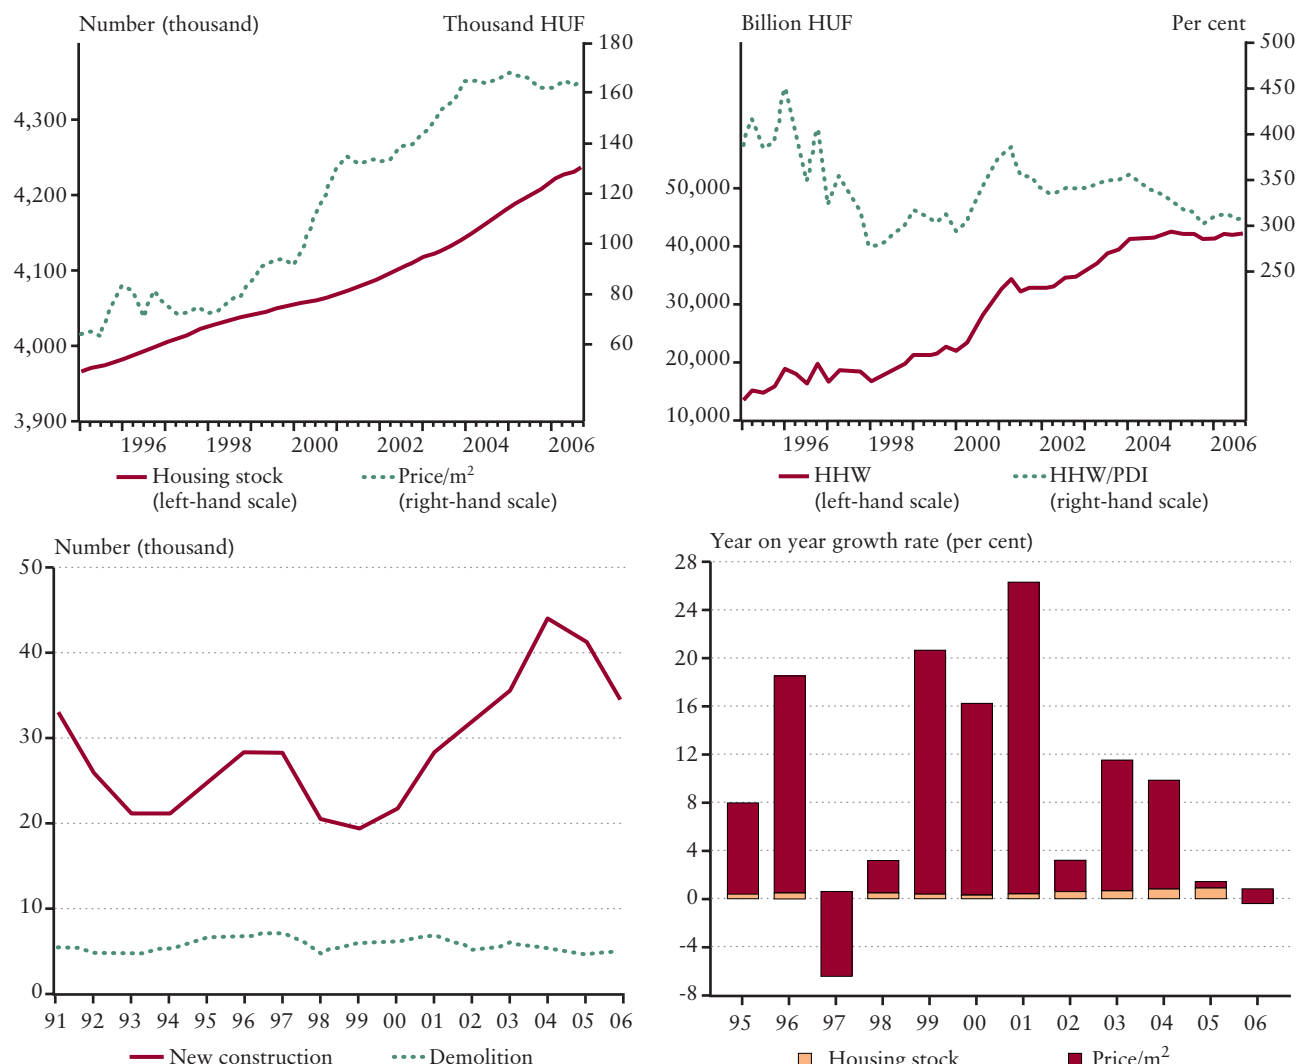 Number (thousand) Thousand HUF
180
160
4,300
140
4,200
120
100
4,100
80
4,000
60
3,900
1996 1998 2000 2002 2004 2006
Housing stock Price/m²
(left-hand scale) (right-hand scale)
Billion HUF Per cent
500
450
400
50,000
350
40,000
300
30,000
250
20,000
10,000
1996 1998 2000 2002 2004 2006
HHW HHW/PDI
(left-hand scale) (right-hand scale)
Number (thousand)
50
40
30
20
10
0
91 92 93 94 95 96 97 98 99 00 01 02 03 04 05 06
New construction Demolition
Year on year growth rate (per cent)
28
24
20
16
12
8
4
0
-4
-8
95 96 97 98 99 00 01 02 03 04 05 06
Housing stock Price/m²